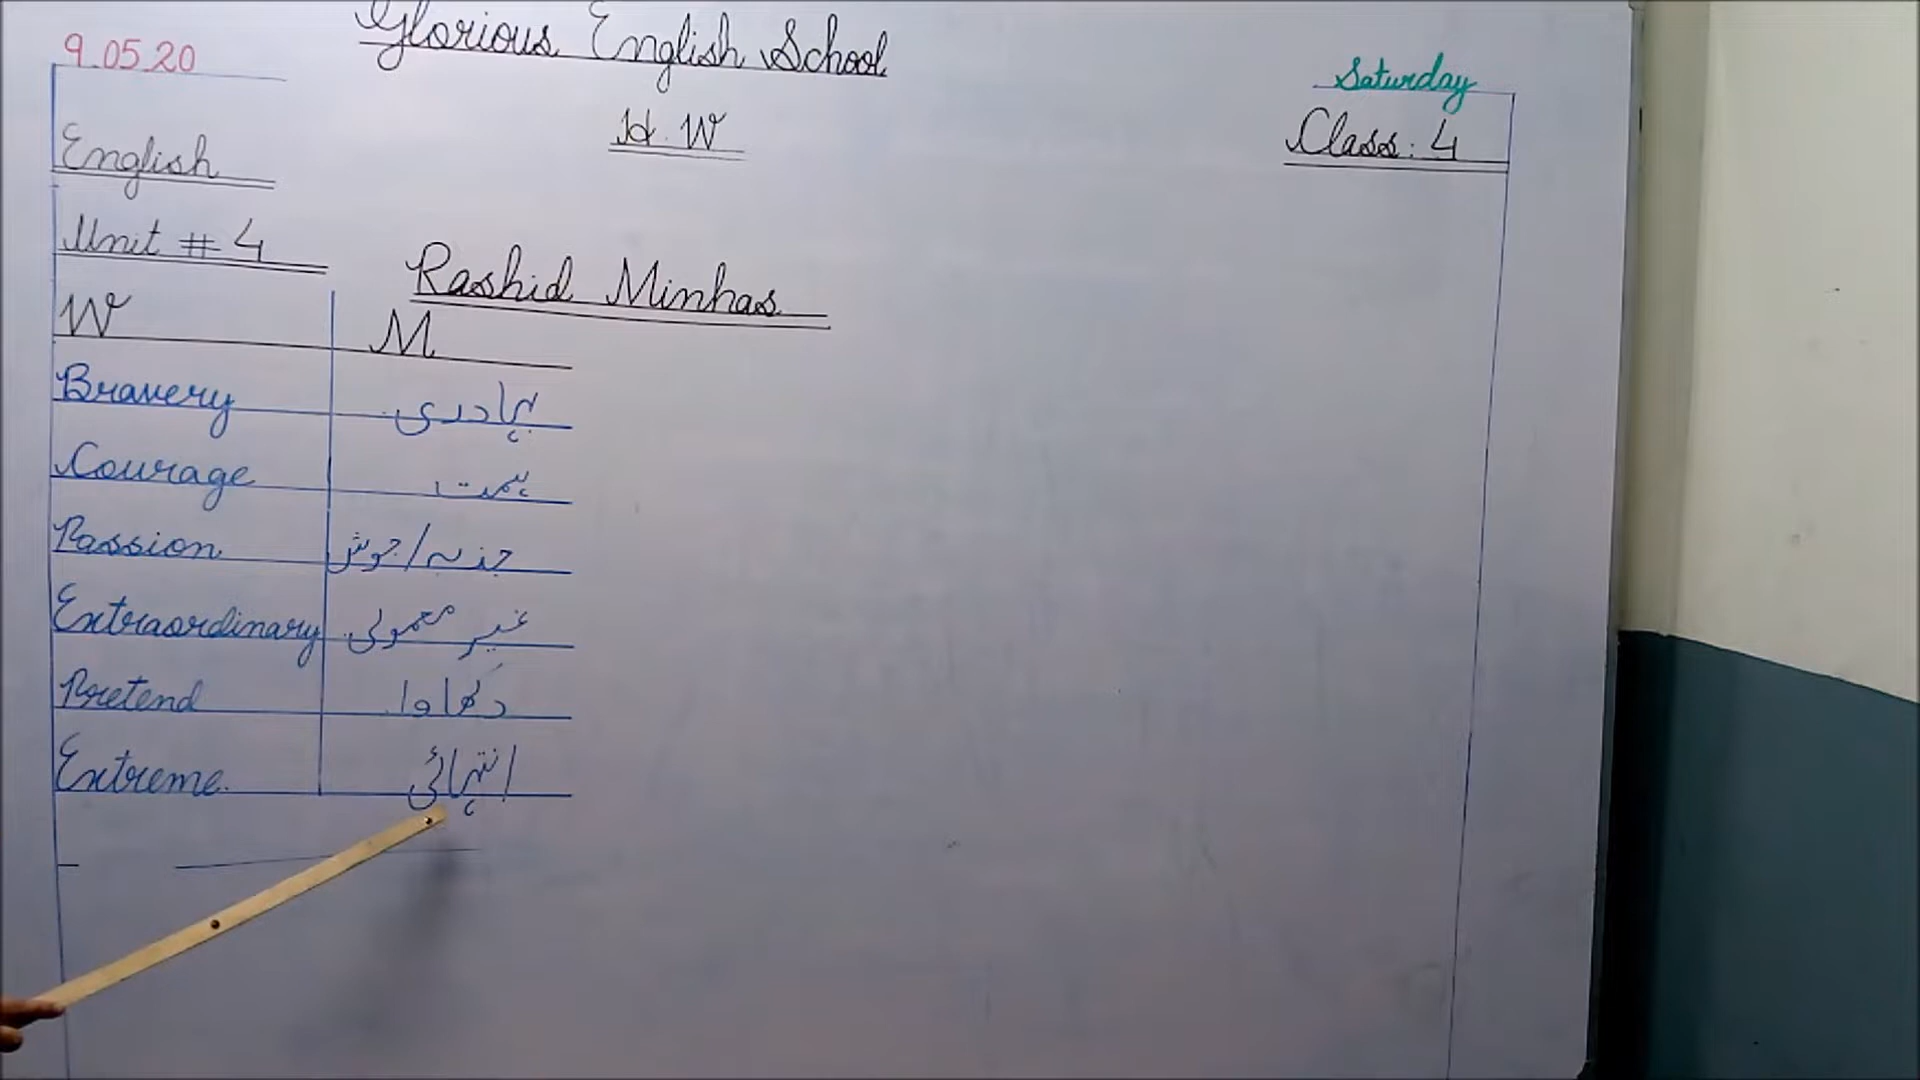 Glorious English School
9.05.20
Saturday
H.W
Class: 4
English
Unit # 4
Rashid Minhas
W M
Bravery بہادری
Courage ہمت
Passion جذبہ/جوش
Extraordinary غیر معمولی
Pretend دکھاوا
Extreme. انتہائی